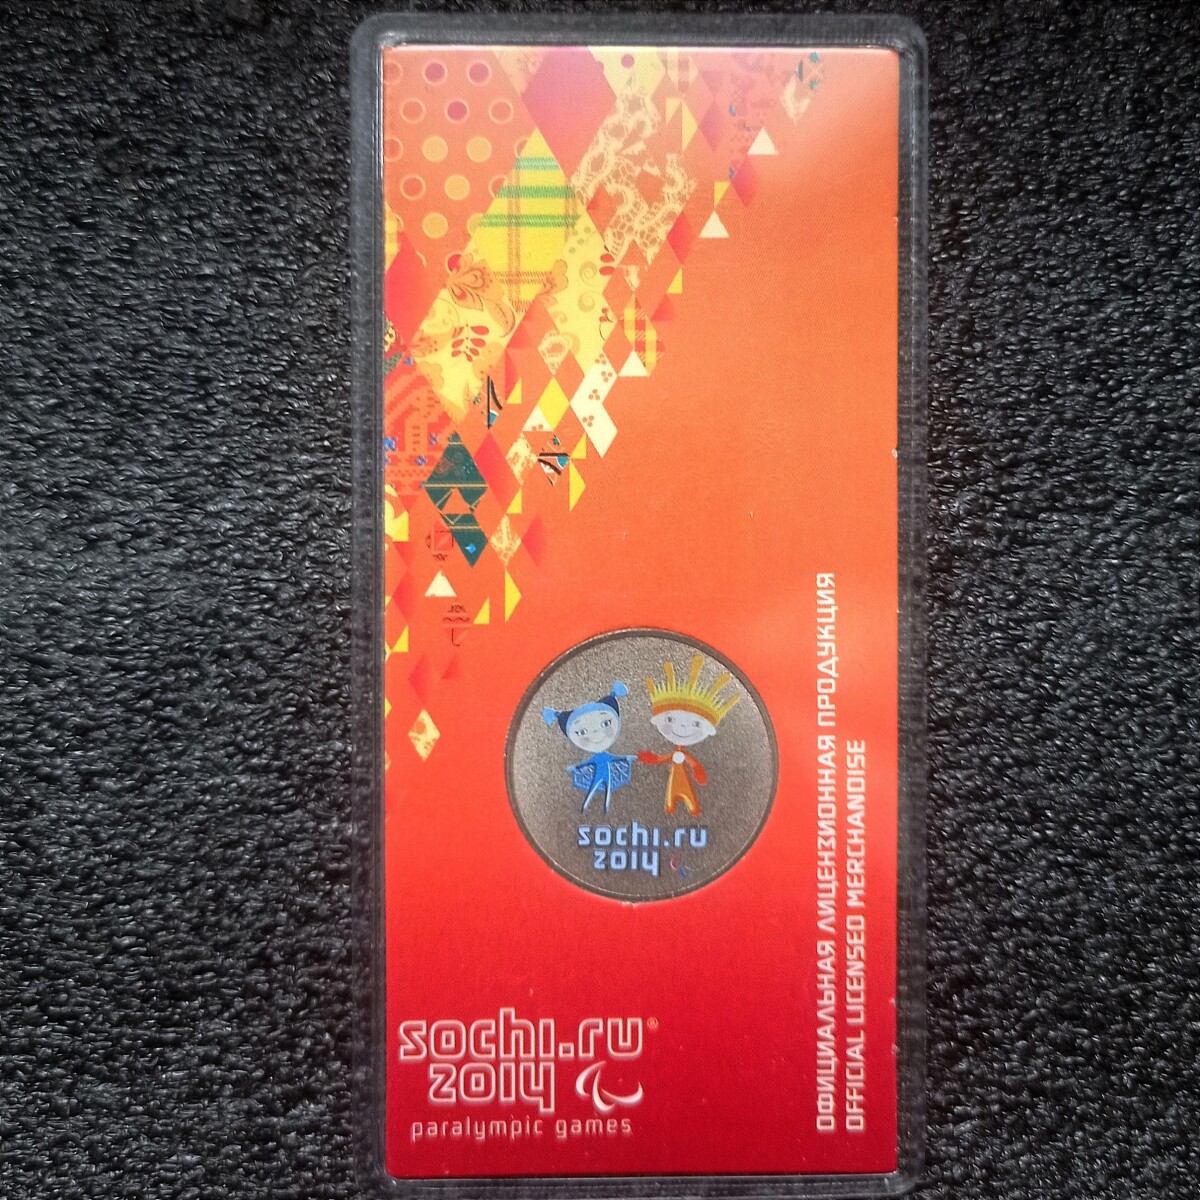 sochi.ru
2014
sochi.ru®
2014
paralympic games
ОФИЦИАЛЬНАЯ ЛИЦЕНЗИОННАЯ ПРОДУКЦИЯ
OFFICIAL LICENSED MERCHANDISE